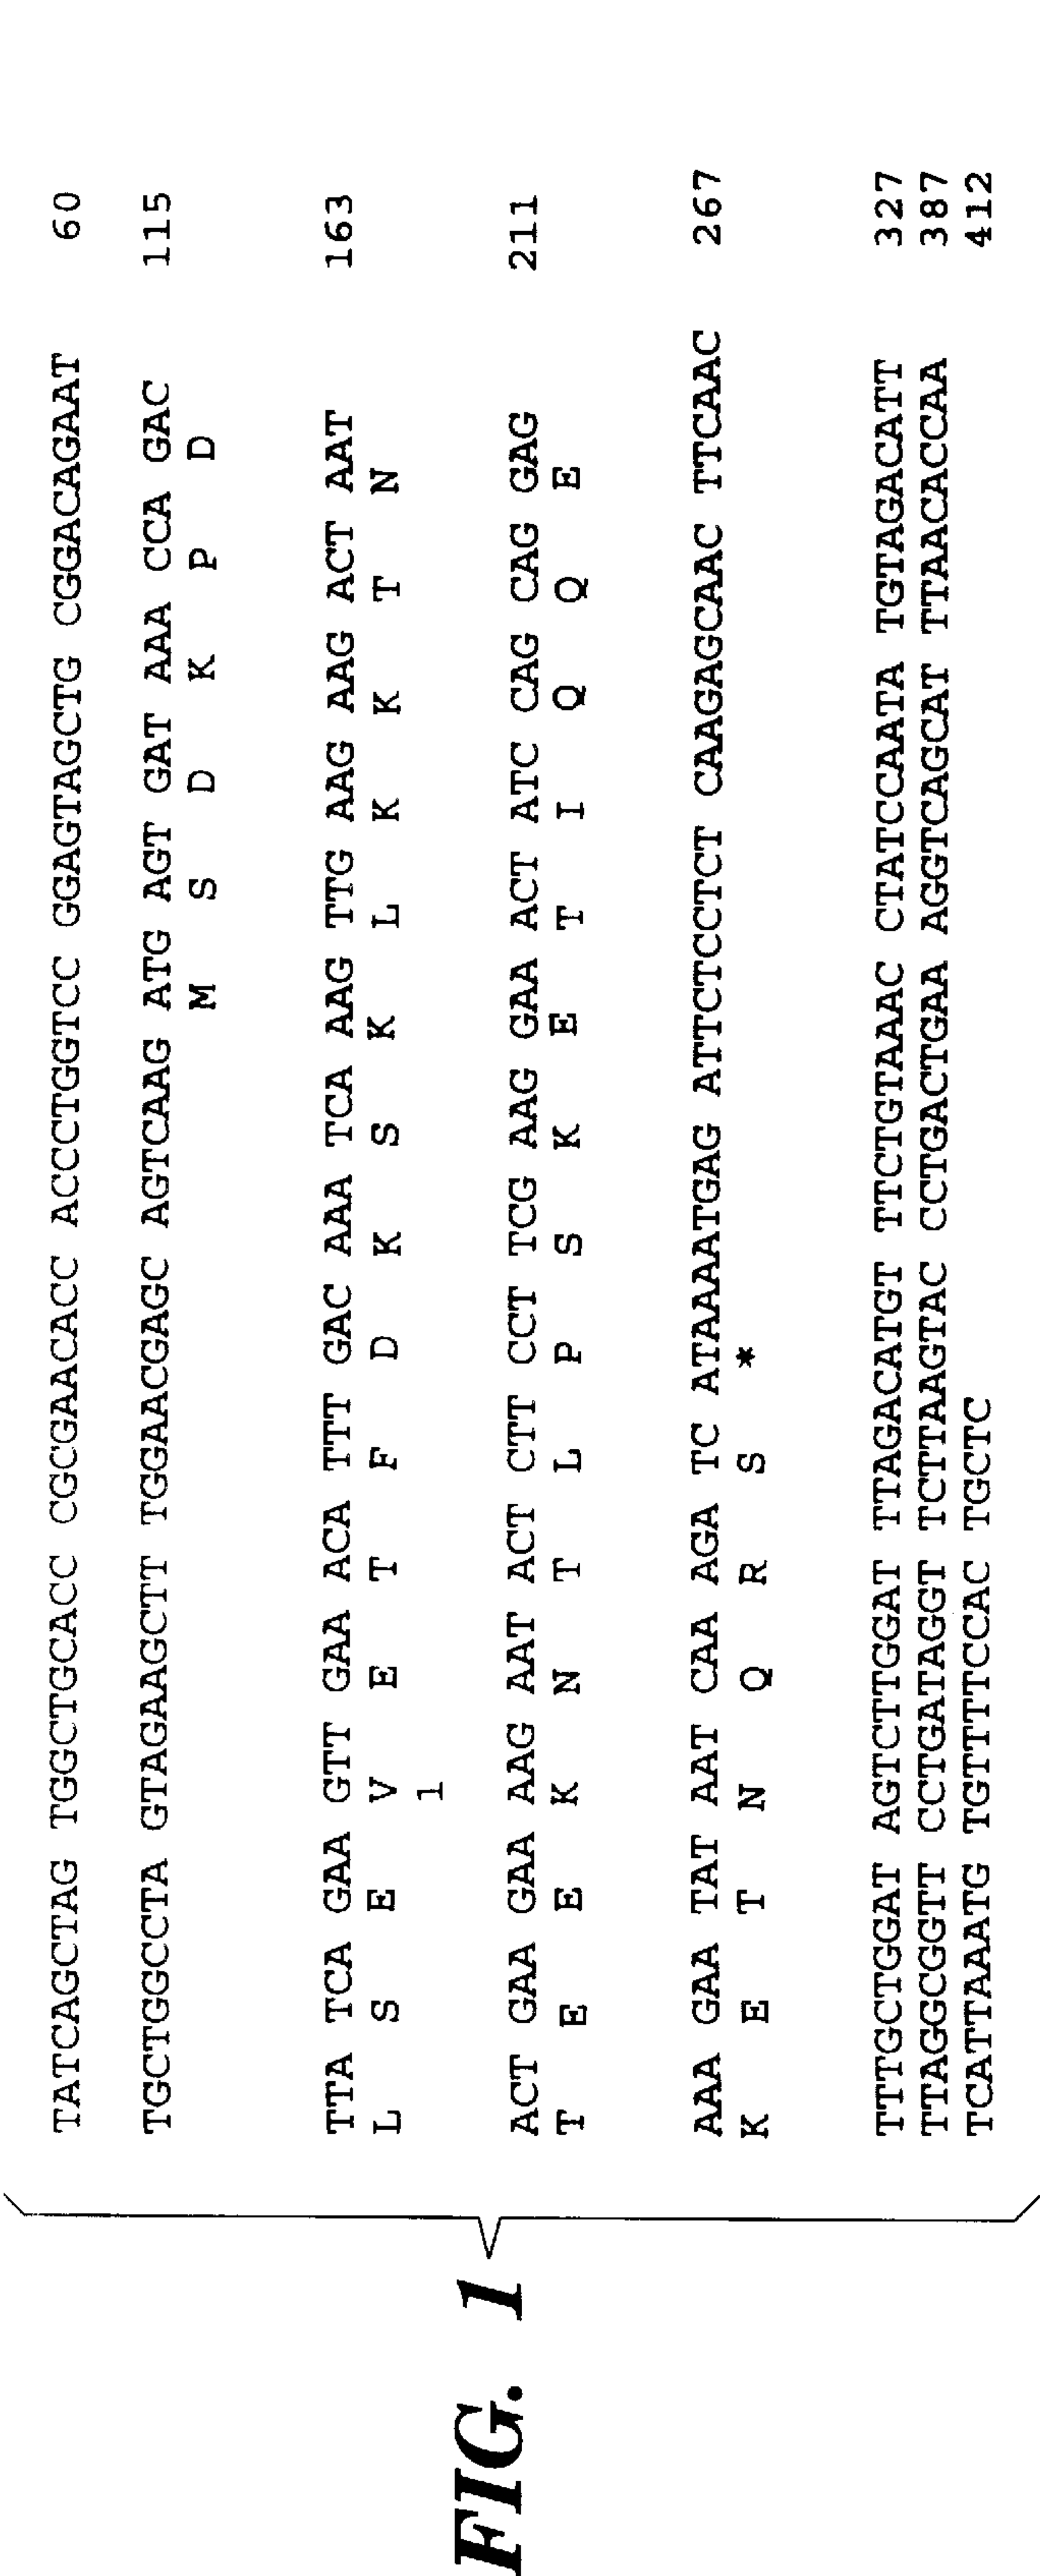 TATCAGCTAG TGGCTGCACC CGCGAACACC ACCCTGGTCC GGAGTAGCTG CGGACAGAAT 60
TGCTGGCCTA GTAGAAGCTT TGGAACGAGC AGTCAAG ATG AGT GAT AAA CCA GAC 115
M S D K P D
TTA TCA GAA GTT GAA ACA TTT GAC AAA TCA AAG TTG AAG AAG ACT AAT 163
L S E V E T F D K S K L K K T N
1
ACT GAA GAA AAG AAT ACT CTT CCT TCG AAG GAA ACT ATC CAG CAG GAG 211
T E E K N T L P S K E T I Q Q E
AAA GAA TAT AAT CAA AGA TC ATAAAATGAG ATTCTCCTCT CAAGAGCAAC TTCAAC 267
K E T N Q R S *
TTTGCTGGAT AGTCTTGGAT TTAGACATGT TTCTGTAAAC CTATCCAATA TGTAGACATT 327
TTAGGCGGTT CCTGATAGGT TCTTAAGTAC CCTGACTGAA AGGTCAGCAT TTAACACCAA 387
TCATTAAATG TGTTTTCCAC TGCTC 412
FIG. 1